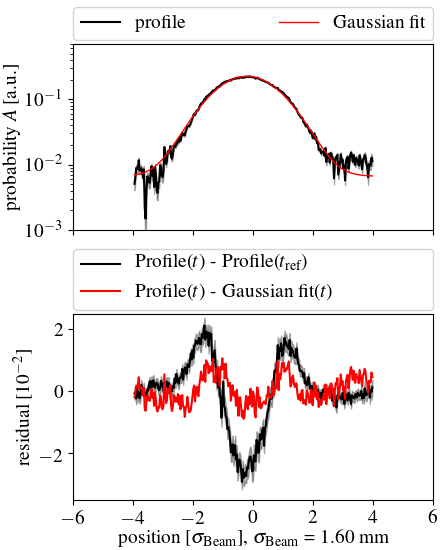 profile Gaussian fit
probability A [a.u.]
10⁻¹
10⁻²
10⁻³
Profile(t) - Profile(t_ref)
Profile(t) - Gaussian fit(t)
residual [10⁻²]
2
0
−2
−6 −4 −2 0 2 4 6
position [σ_Beam], σ_Beam = 1.60 mm